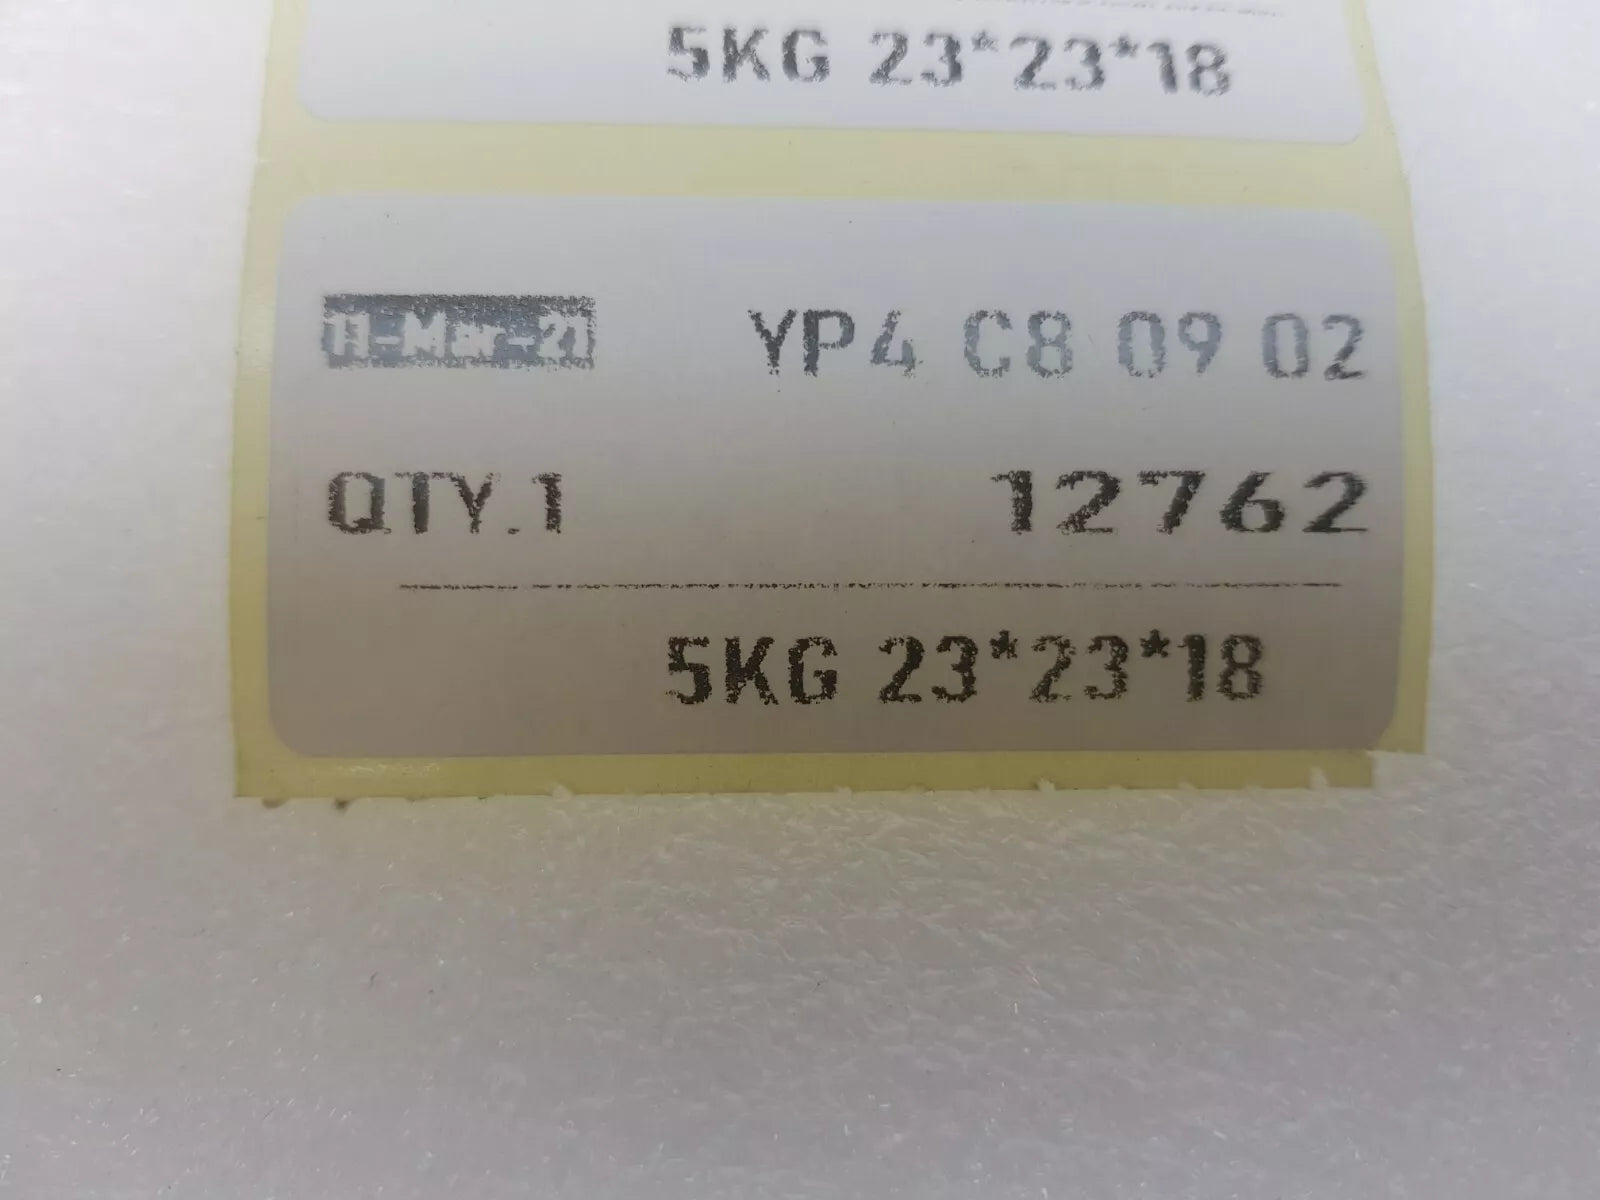 5KG 23*23*18
11-Mar-21 YP4 C8 09 02
QTY.1 12762
5KG 23*23*18